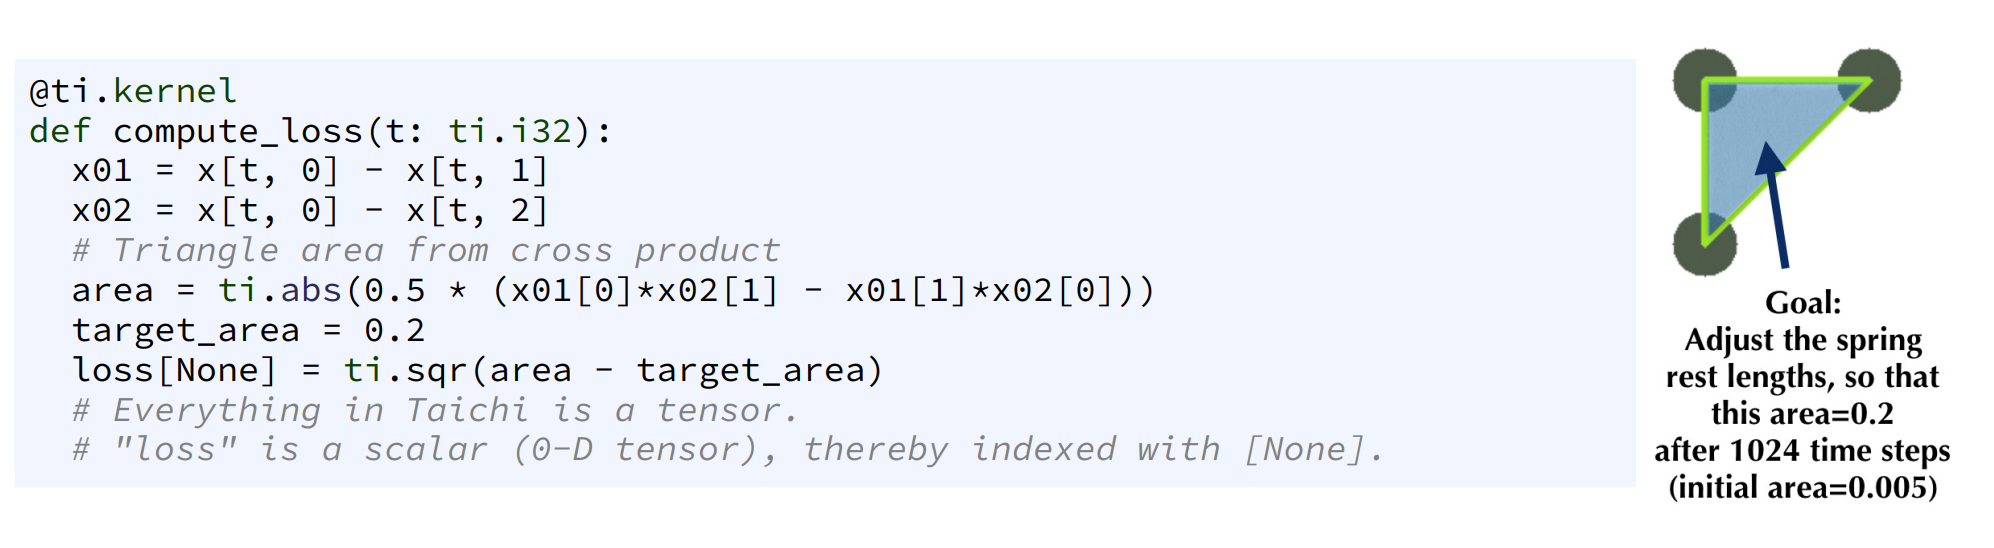 @ti.kernel
def compute_loss(t: ti.i32):
  x01 = x[t, 0] - x[t, 1]
  x02 = x[t, 0] - x[t, 2]
  # Triangle area from cross product
  area = ti.abs(0.5 * (x01[0]*x02[1] - x01[1]*x02[0]))
  target_area = 0.2
  loss[None] = ti.sqr(area - target_area)
  # Everything in Taichi is a tensor.
  # "loss" is a scalar (0-D tensor), thereby indexed with [None].
Goal:
Adjust the spring
rest lengths, so that
this area=0.2
after 1024 time steps
(initial area=0.005)